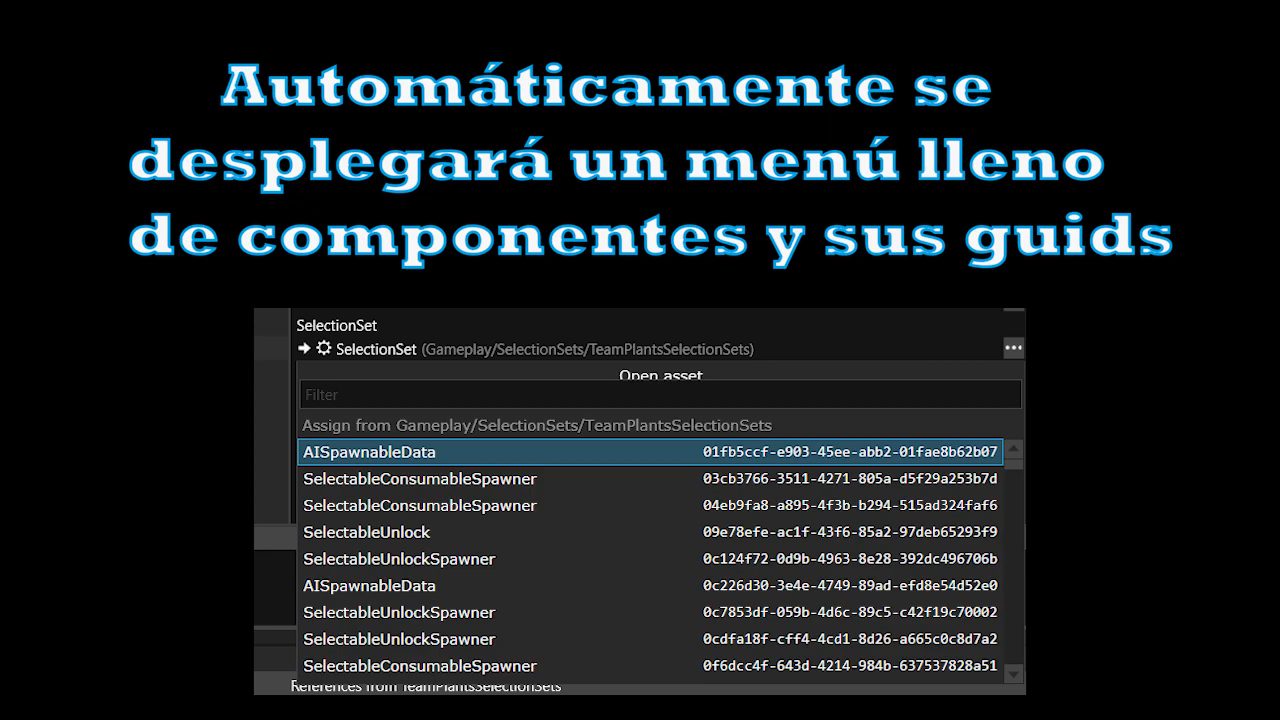 Automáticamente se
desplegará un menú lleno
de componentes y sus guids
SelectionSet
SelectionSet (Gameplay/SelectionSets/TeamPlantsSelectionSets)
Open asset
Filter
Assign from Gameplay/SelectionSets/TeamPlantsSelectionSets
AISpawnableData 01fb5ccf-e903-45ee-abb2-01fae8b62b07
SelectableConsumableSpawner 03cb3766-3511-4271-805a-d5f29a253b7d
SelectableConsumableSpawner 04eb9fa8-a895-4f3b-b294-515ad324faf6
SelectableUnlock 09e78efe-ac1f-43f6-85a2-97deb65293f9
SelectableUnlockSpawner 0c124f72-0d9b-4963-8e28-392dc496706b
AISpawnableData 0c226d30-3e4e-4749-89ad-efd8e54d52e0
SelectableUnlockSpawner 0c7853df-059b-4d6c-89c5-c42f19c70002
SelectableUnlockSpawner 0cdfa18f-cff4-4cd1-8d26-a665c0c8d7a2
SelectableConsumableSpawner 0f6dcc4f-643d-4214-984b-637537828a51
References from TeamPlantsSelectionSets